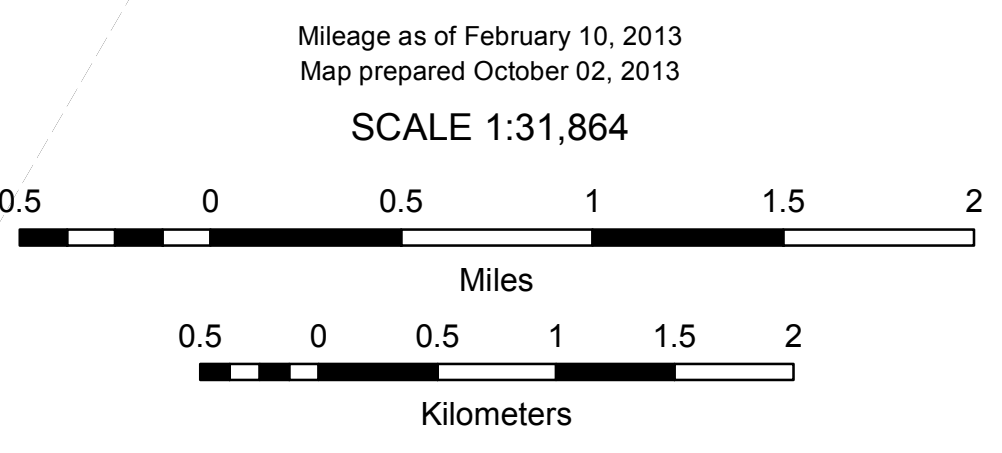 Mileage as of February 10, 2013
Map prepared October 02, 2013
SCALE 1:31,864
0.5 0 0.5 1 1.5 2
Miles
0.5 0 0.5 1 1.5 2
Kilometers